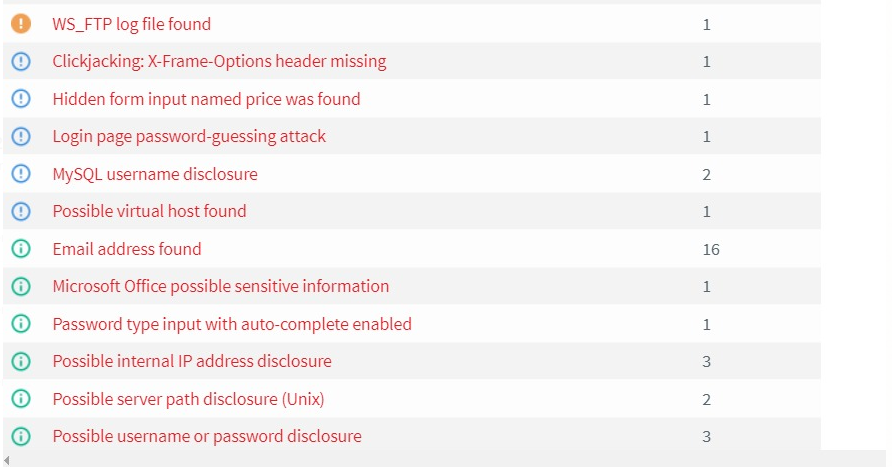 WS_FTP log file found 1
Clickjacking: X-Frame-Options header missing 1
Hidden form input named price was found 1
Login page password-guessing attack 1
MySQL username disclosure 2
Possible virtual host found 1
Email address found 16
Microsoft Office possible sensitive information 1
Password type input with auto-complete enabled 1
Possible internal IP address disclosure 3
Possible server path disclosure (Unix) 2
Possible username or password disclosure 3